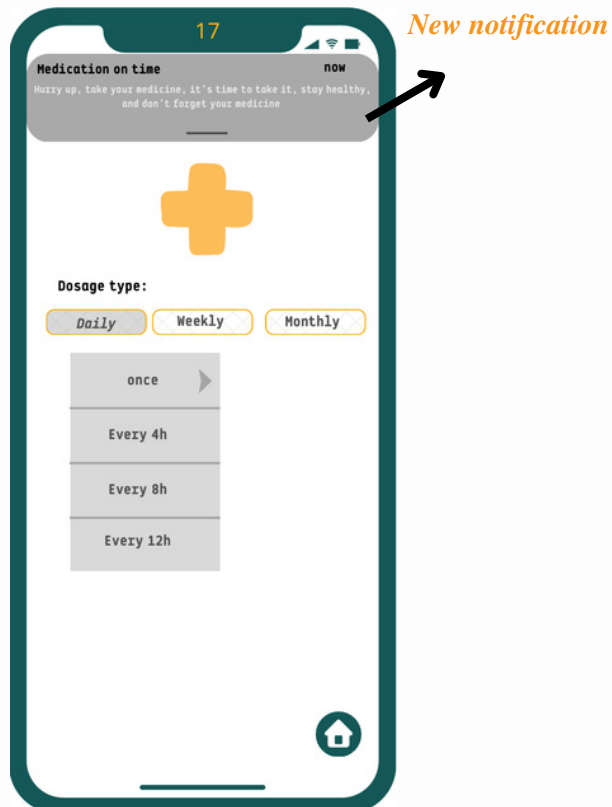 17
New notification
Medication on time
now
Hurry up, take your medicine, it's time to take it, stay healthy,
and don't forget your medicine
Dosage type:
Daily
Weekly
Monthly
once
Every 4h
Every 8h
Every 12h